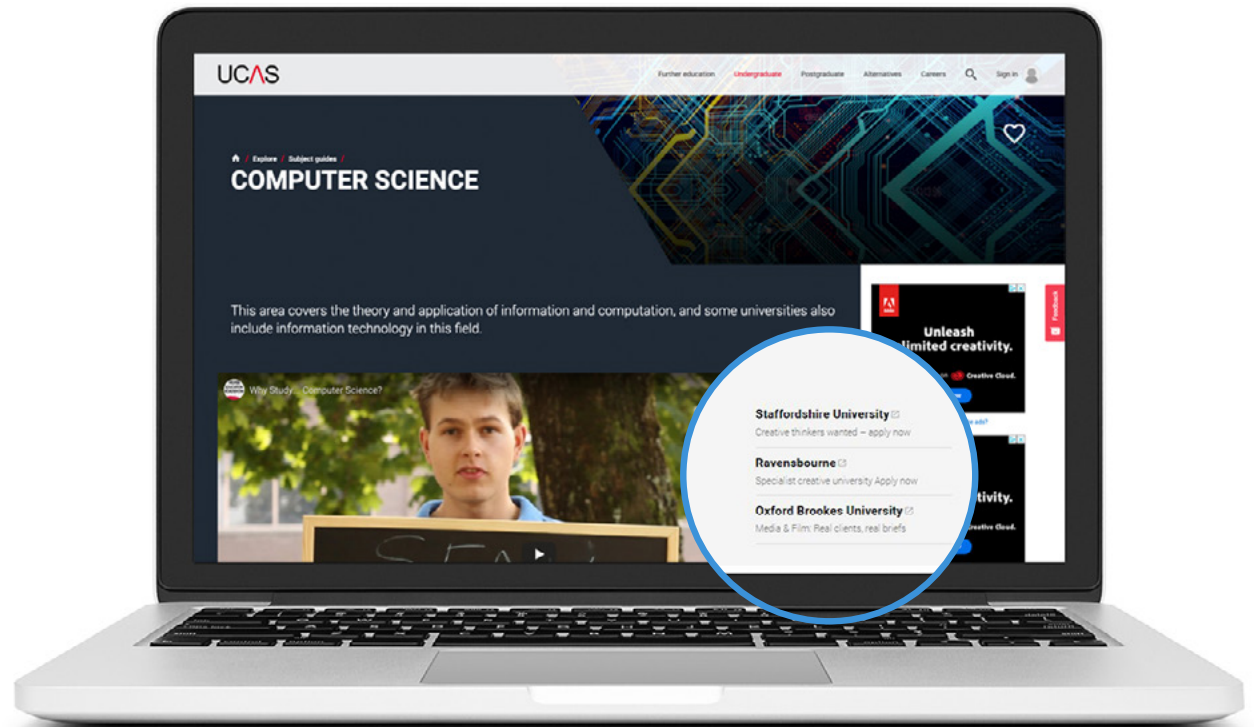 UCAS
Further education Undergraduate Postgraduate Alternatives Careers Sign in
/ Explore / Subject guides /
COMPUTER SCIENCE
This area covers the theory and application of information and computation, and some universities also
include information technology in this field.
Feedback
Unleash
limited creativity.
Creative Cloud.
Why Study... Computer Science?
Staffordshire University
Creative thinkers wanted – apply now
Ravensbourne
Specialist creative university Apply now
Oxford Brookes University
Media & Film: Real clients, real briefs
ads?
tivity.
Creative Cloud.